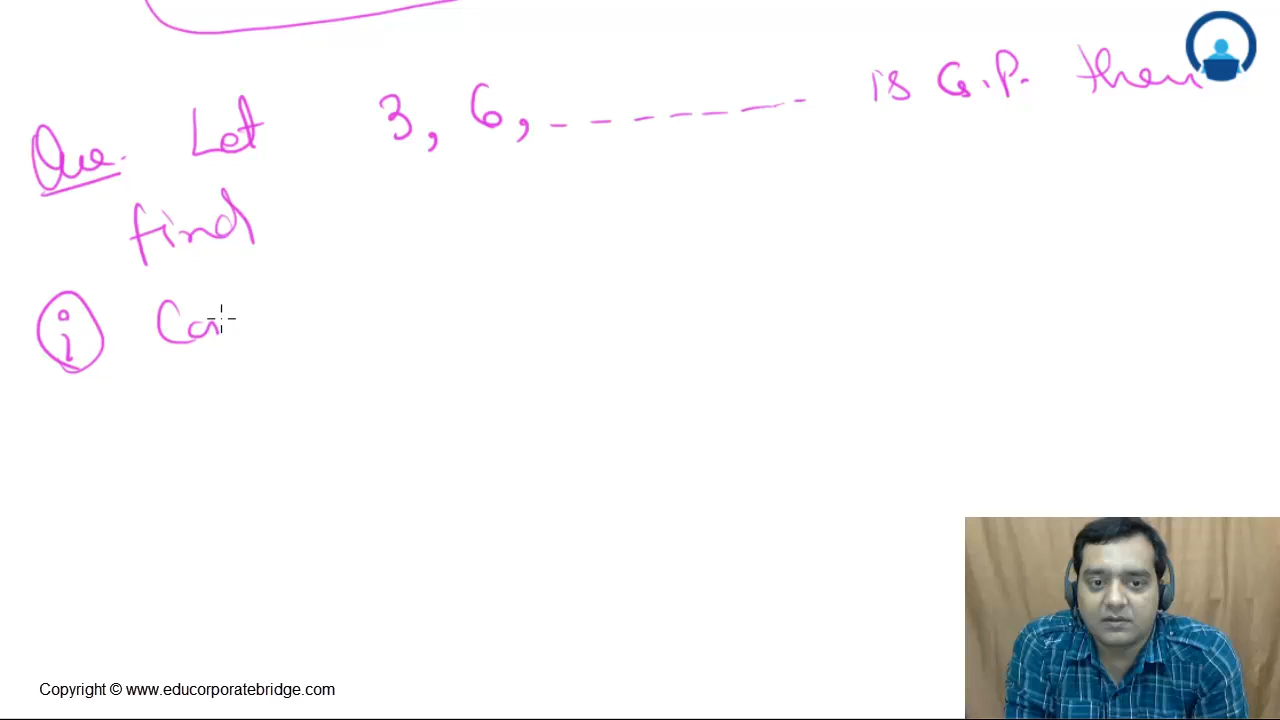 Que. Let 3, 6, - - - - - - - is G.P. then
find
i Co
Copyright © www.educorporatebridge.com